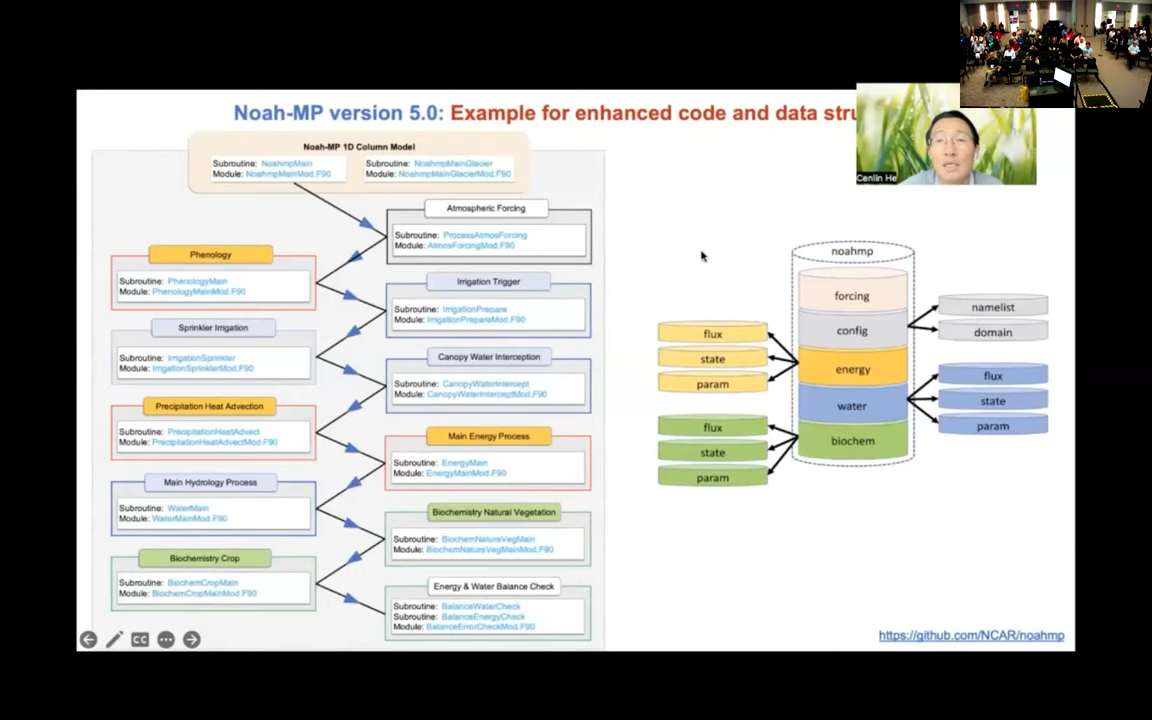 Noah-MP version 5.0: Example for enhanced code and data stru
Cenlin He
Noah-MP 1D Column Model
Subroutine: NoahmpMain
Module: NoahmpMainMod.F90
Subroutine: NoahmpMainGlacier
Module: NoahmpMainGlacierMod.F90
Atmospheric Forcing
Subroutine: ProcessAtmosForcing
Module: AtmosForcingMod.F90
Phenology
Subroutine: PhenologyMain
Module: PhenologyMainMod.F90
Irrigation Trigger
Subroutine: IrrigationPrepare
Module: IrrigationPrepareMod.F90
Sprinkler Irrigation
Subroutine: IrrigationSprinkler
Module: IrrigationSprinklerMod.F90
Canopy Water Interception
Subroutine: CanopyWaterIntercept
Module: CanopyWaterInterceptMod.F90
Precipitation Heat Advection
Subroutine: PrecipitationHeatAdvect
Module: PrecipitationHeatAdvectMod.F90
Main Energy Process
Subroutine: EnergyMain
Module: EnergyMainMod.F90
Main Hydrology Process
Subroutine: WaterMain
Module: WaterMainMod.F90
Biochemistry Natural Vegetation
Subroutine: BiochemNatureVegMain
Module: BiochemNatureVegMainMod.F90
Biochemistry Crop
Subroutine: BiochemCropMain
Module: BiochemCropMainMod.F90
Energy & Water Balance Check
Subroutine: BalanceWaterCheck
Subroutine: BalanceEnergyCheck
Module: BalanceErrorCheckMod.F90
noahmp
forcing
config
energy
water
biochem
namelist
domain
flux
state
param
flux
state
param
flux
state
param
CC
https://github.com/NCAR/noahmp